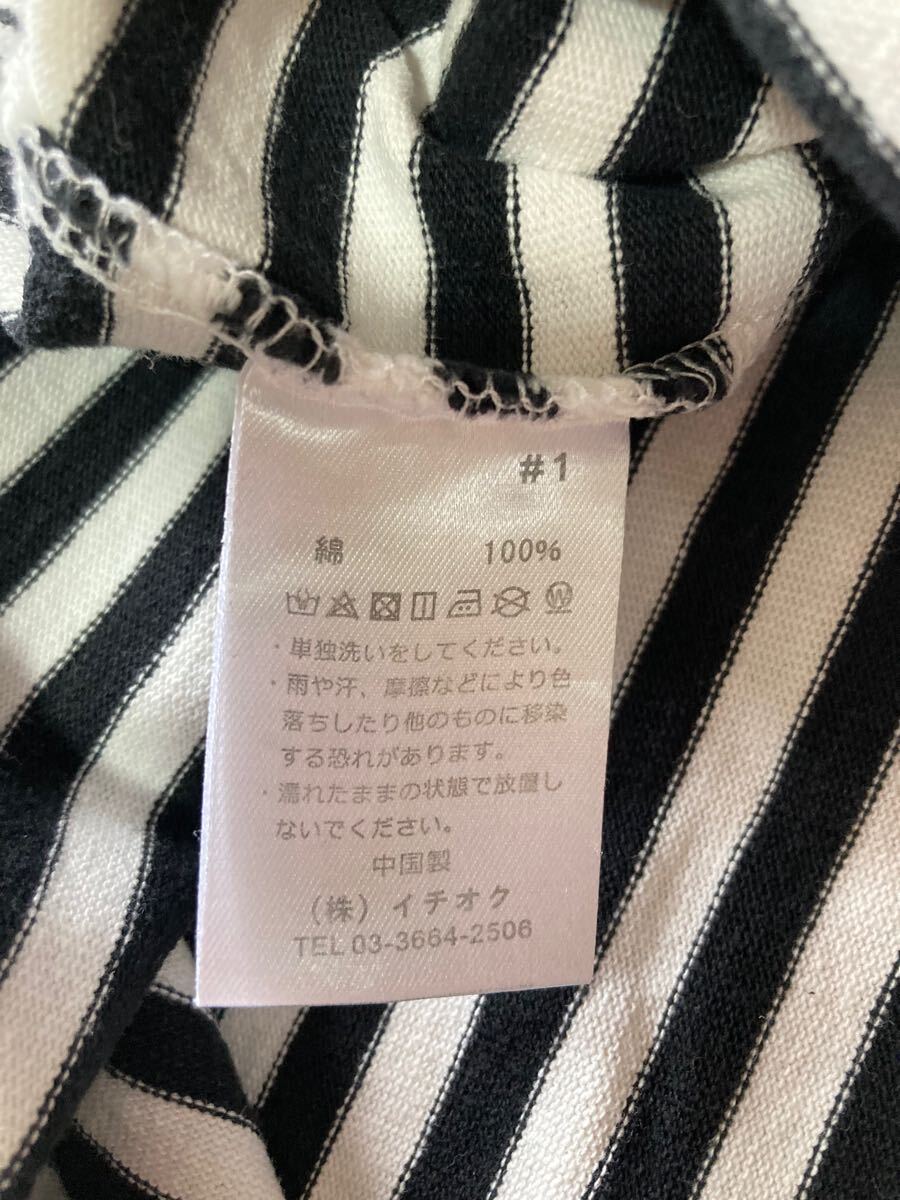 #1
綿 100%
W
・単独洗いをしてください。
・雨や汗、摩擦などにより色
落ちしたり他のものに移染
する恐れがあります。
・濡れたままの状態で放置し
ないでください。
中国製
(株) イチオク
TEL 03-3664-2506